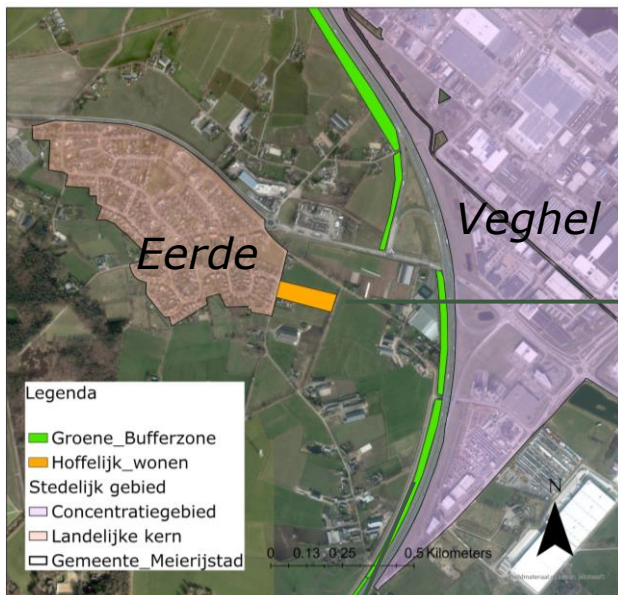 Veghel
Eerde
Legenda
Groene_Bufferzone
Hoffelijk_wonen
Stedelijk gebied
Concentratiegebied
Landelijke kern
Gemeente_Meierijstad
N
0 0.13 0.25 0.5 Kilometers